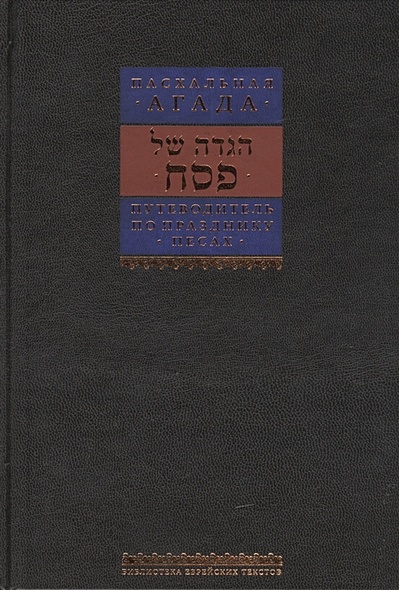 ПАСХАЛЬНАЯ
· АГАДА ·
הגדה של
· פסח ·
ПУТЕВОДИТЕЛЬ
ПО ПРАЗДНИКУ
· ПЕСАХ ·
БИБЛИОТЕКА ЕВРЕЙСКИХ ТЕКСТОВ